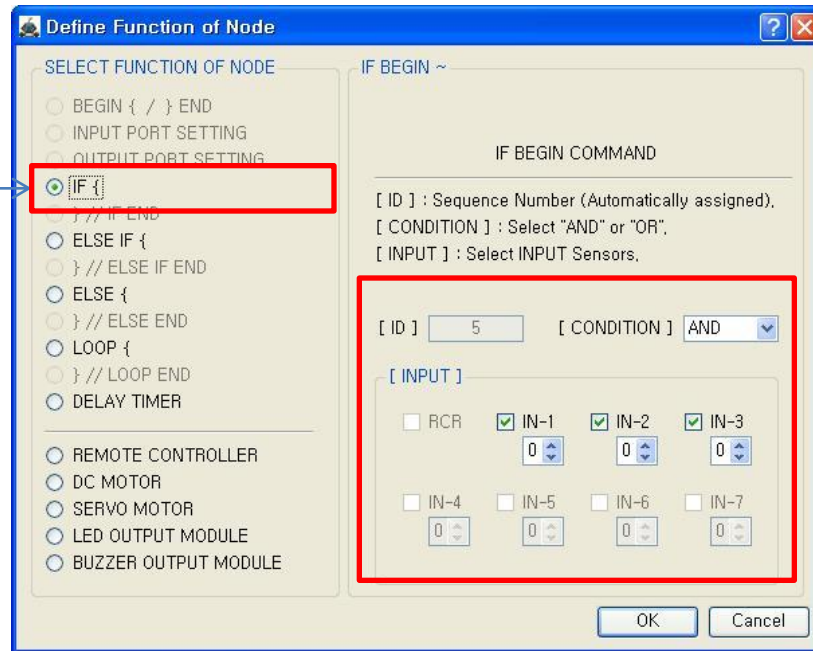 Define Function of Node
SELECT FUNCTION OF NODE
BEGIN { / } END
INPUT PORT SETTING
OUTPUT PORT SETTING
IF {
} // IF END
ELSE IF {
} // ELSE IF END
ELSE {
} // ELSE END
LOOP {
} // LOOP END
DELAY TIMER
REMOTE CONTROLLER
DC MOTOR
SERVO MOTOR
LED OUTPUT MODULE
BUZZER OUTPUT MODULE
IF BEGIN ~
IF BEGIN COMMAND
[ ID ] : Sequence Number (Automatically assigned),
[ CONDITION ] : Select "AND" or "OR",
[ INPUT ] : Select INPUT Sensors,
[ ID ] 5 [ CONDITION ] AND
[ INPUT ]
RCR IN-1 IN-2 IN-3
0 0 0
IN-4 IN-5 IN-6 IN-7
0 0 0 0
OK Cancel